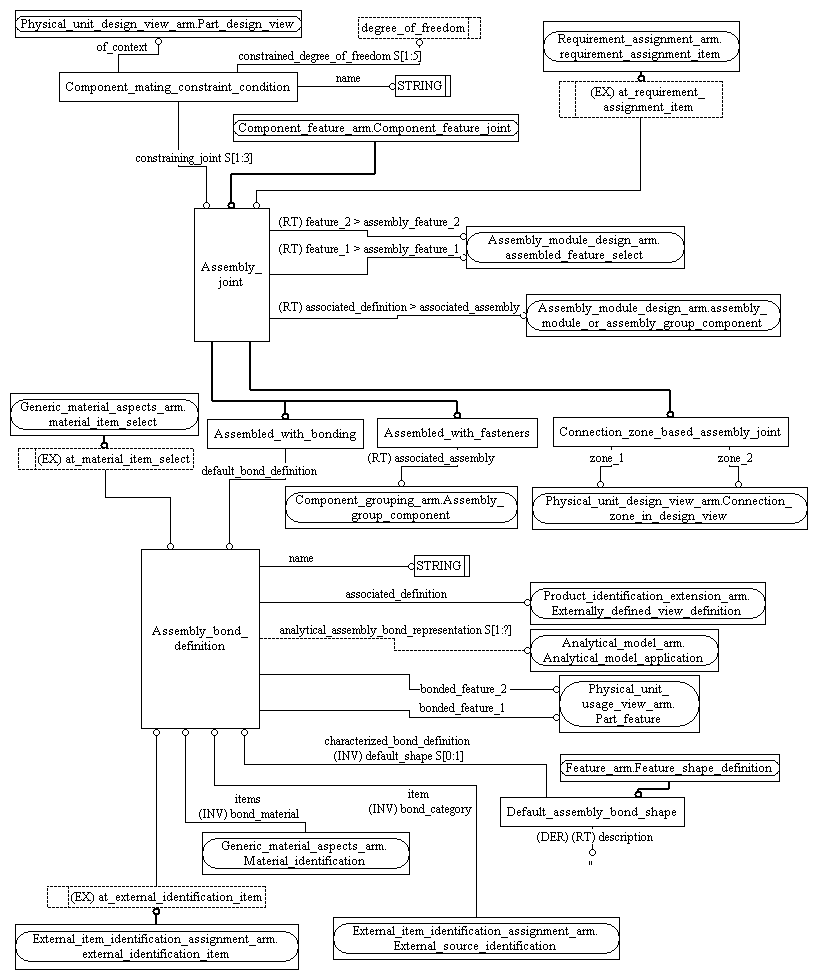 Physical_unit_design_view_arm.Part_design_view
degree_of_freedom
Requirement_assignment_arm.
requirement_assignment_item
of_context
constrained_degree_of_freedom S[1:5]
Component_mating_constraint_condition
name
STRING
(EX) at_requirement_
assignment_item
Component_feature_arm.Component_feature_joint
constraining_joint S[1:3]
Assembly_
joint
(RT) feature_2 > assembly_feature_2
(RT) feature_1 > assembly_feature_1
Assembly_module_design_arm.
assembled_feature_select
(RT) associated_definition > associated_assembly
Assembly_module_design_arm.assembly_
module_or_assembly_group_component
Generic_material_aspects_arm.
material_item_select
(EX) at_material_item_select
Assembled_with_bonding
Assembled_with_fasteners
Connection_zone_based_assembly_joint
default_bond_definition
(RT) associated_assembly
zone_1
zone_2
Component_grouping_arm.Assembly_
group_component
Physical_unit_design_view_arm.Connection_
zone_in_design_view
Assembly_bond_
definition
name
STRING
associated_definition
Product_identification_extension_arm.
Externally_defined_view_definition
analytical_assembly_bond_representation S[1:?]
Analytical_model_arm.
Analytical_model_application
bonded_feature_2
bonded_feature_1
Physical_unit_
usage_view_arm.
Part_feature
characterized_bond_definition
(INV) default_shape S[0:1]
Feature_arm.Feature_shape_definition
items
(INV) bond_material
item
(INV) bond_category
Default_assembly_bond_shape
(DER) (RT) description
"
Generic_material_aspects_arm.
Material_identification
(EX) at_external_identification_item
External_item_identification_assignment_arm.
external_identification_item
External_item_identification_assignment_arm.
External_source_identification